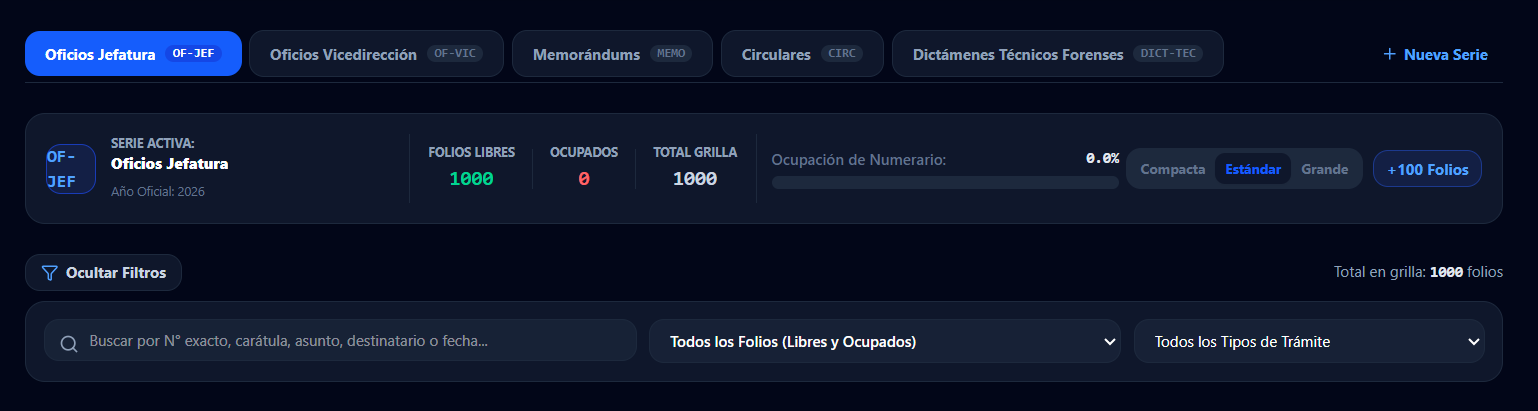 Oficios Jefatura OF-JEF Oficios Vicedirección OF-VIC Memorándums MEMO Circulares CIRC Dictámenes Técnicos Forenses DICT-TEC + Nueva Serie
OF-
JEF
SERIE ACTIVA:
Oficios Jefatura
Año Oficial: 2026
FOLIOS LIBRES
1000
OCUPADOS
0
TOTAL GRILLA
1000
Ocupación de Numerario: 0.0%
Compacta Estándar Grande
+100 Folios
Ocultar Filtros
Total en grilla: 1000 folios
Buscar por N° exacto, carátula, asunto, destinatario o fecha...
Todos los Folios (Libres y Ocupados)
Todos los Tipos de Trámite